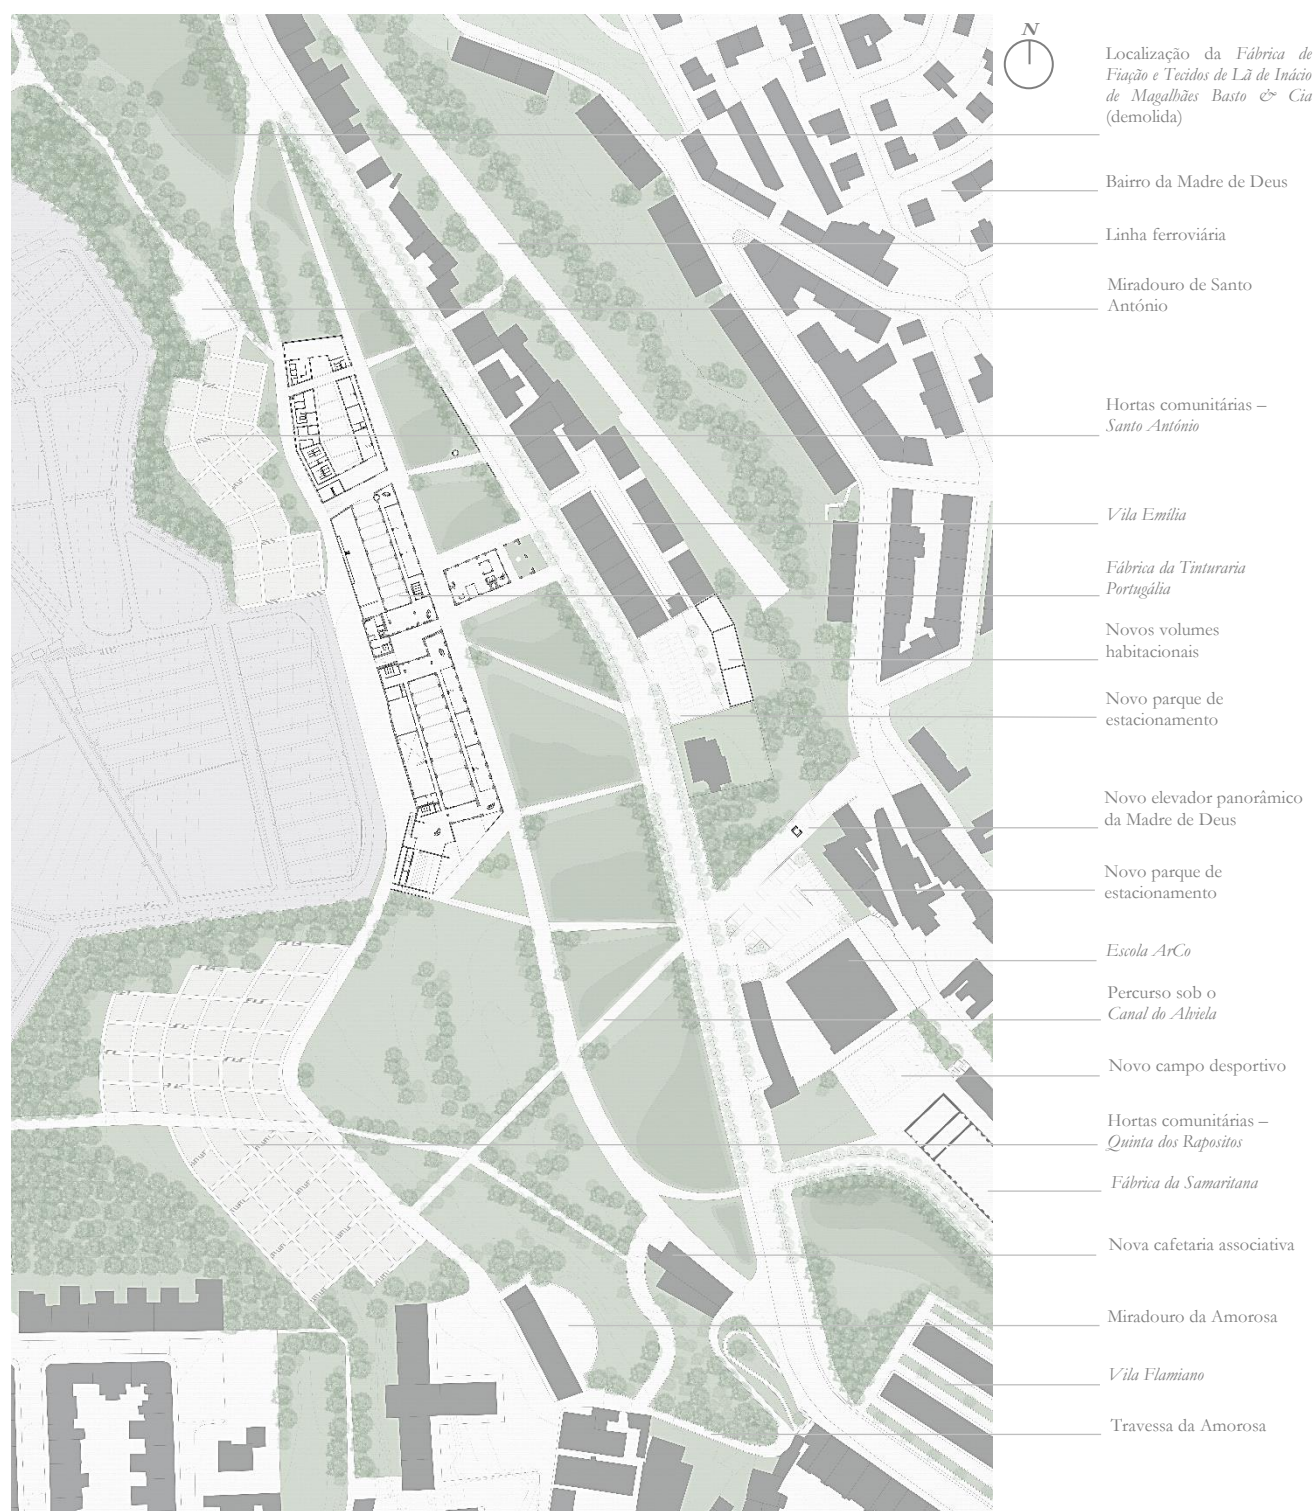 N
Localização da Fábrica de
Fiação e Tecidos de Lã de Inácio
de Magalhães Basto & Cia
(demolida)
Bairro da Madre de Deus
Linha ferroviária
Miradouro de Santo
António
Hortas comunitárias –
Santo António
Vila Emília
Fábrica da Tinturaria
Portugália
Novos volumes
habitacionais
Novo parque de
estacionamento
Novo elevador panorâmico
da Madre de Deus
Novo parque de
estacionamento
Escola ArCo
Percurso sob o
Canal do Alviela
Novo campo desportivo
Hortas comunitárias –
Quinta dos Rapositos
Fábrica da Samaritana
Nova cafetaria associativa
Miradouro da Amorosa
Vila Flamiano
Travessa da Amorosa